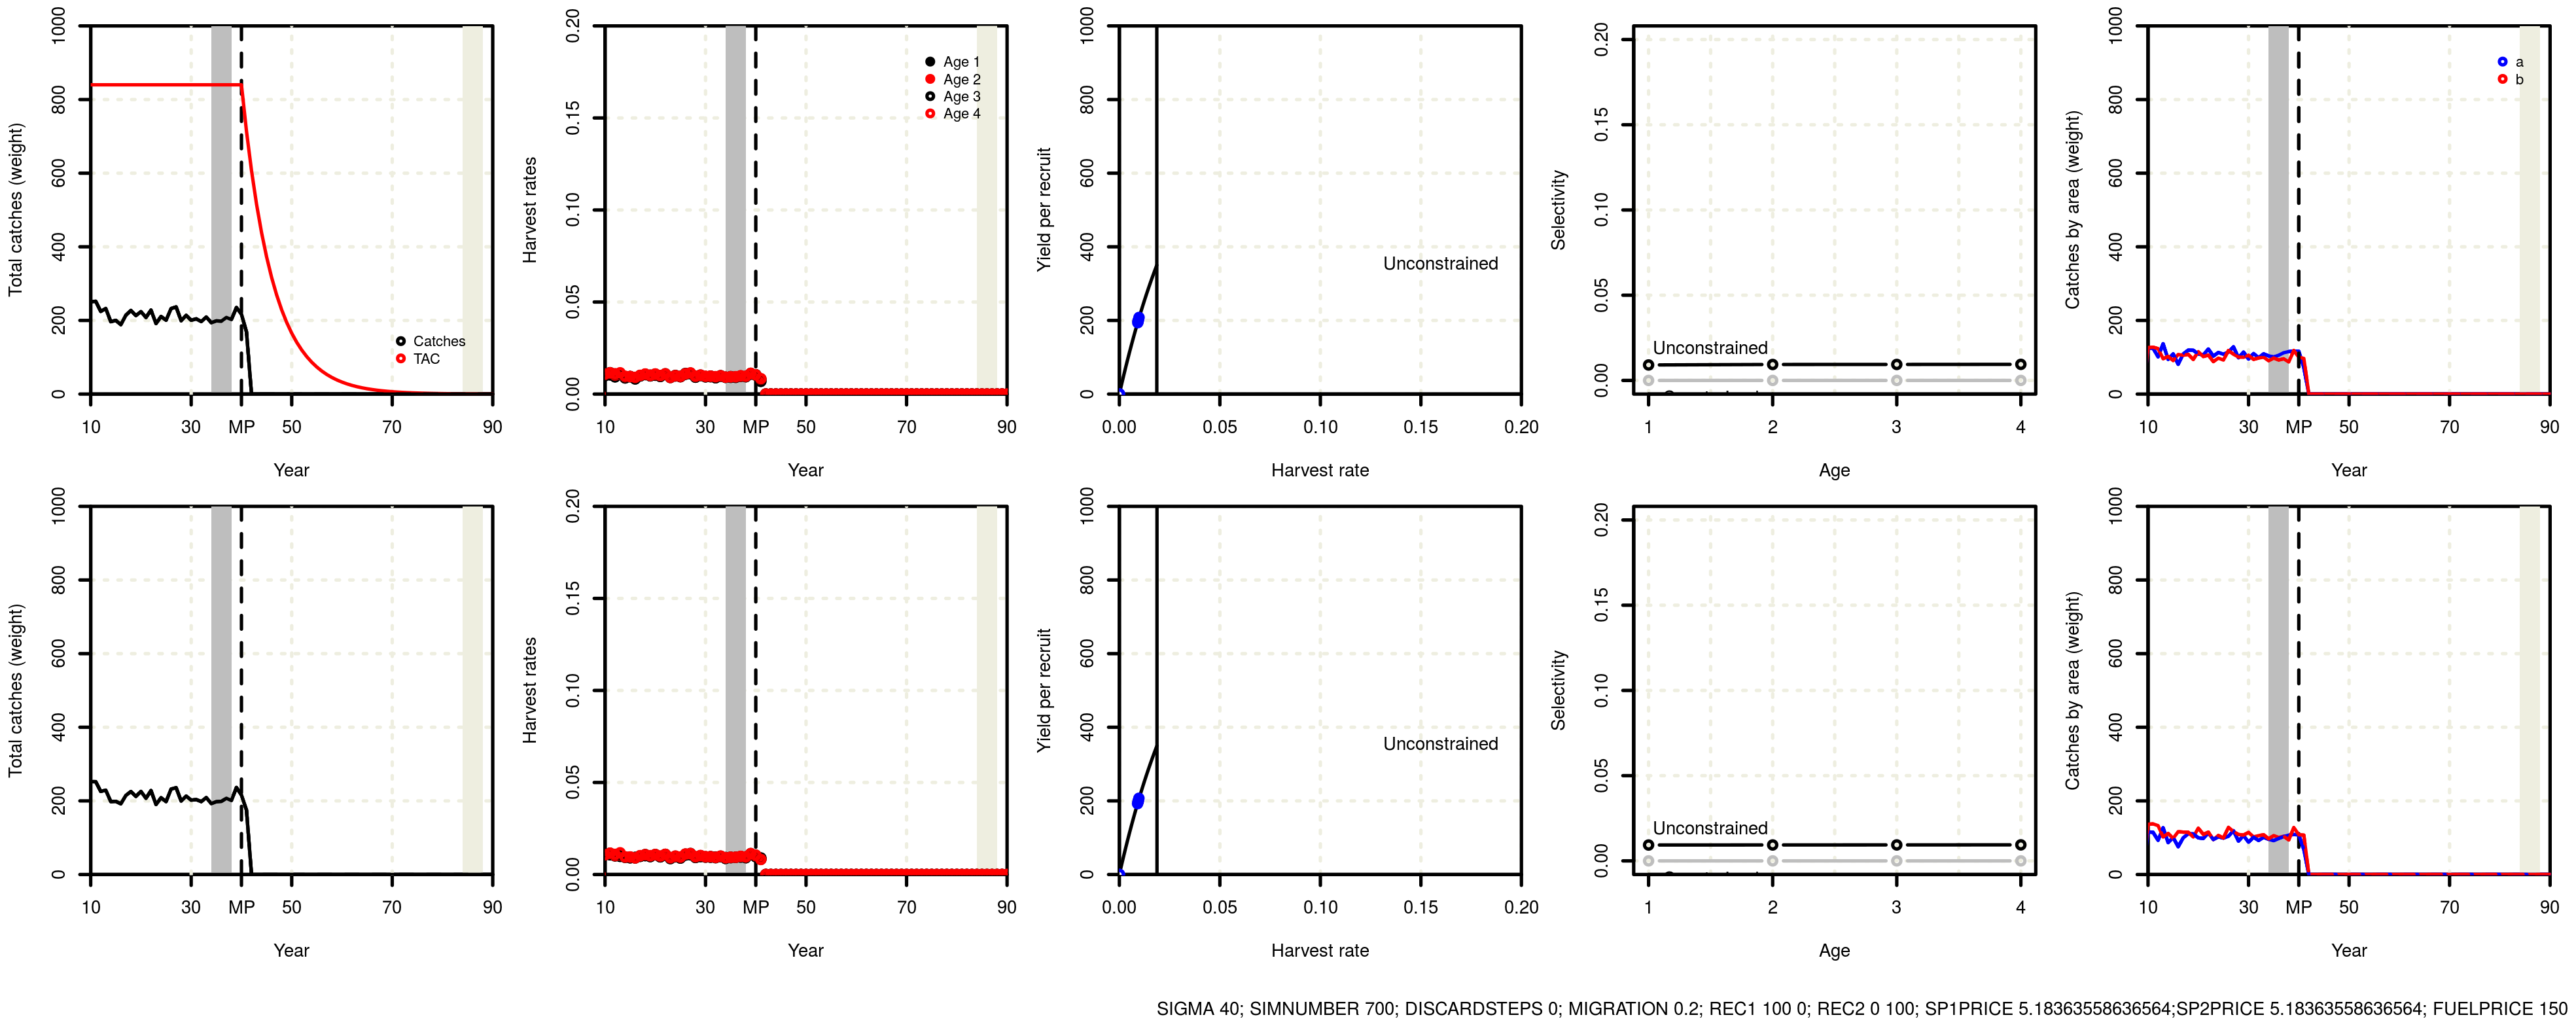 Total catches (weight)
0 200 400 600 800 1000
Catches
TAC
10 30 MP 50 70 90
Year
Harvest rates
0.00 0.05 0.10 0.15 0.20
Age 1
Age 2
Age 3
Age 4
10 30 MP 50 70 90
Year
Yield per recruit
0 200 400 600 800 1000
Unconstrained
0.00 0.05 0.10 0.15 0.20
Harvest rate
Selectivity
0.00 0.05 0.10 0.15 0.20
Unconstrained
1 2 3 4
Age
Catches by area (weight)
0 200 400 600 800 1000
a
b
10 30 MP 50 70 90
Year
Total catches (weight)
0 200 400 600 800 1000
10 30 MP 50 70 90
Year
Harvest rates
0.00 0.05 0.10 0.15 0.20
10 30 MP 50 70 90
Year
Yield per recruit
0 200 400 600 800 1000
Unconstrained
0.00 0.05 0.10 0.15 0.20
Harvest rate
Selectivity
0.00 0.05 0.10 0.15 0.20
Unconstrained
1 2 3 4
Age
Catches by area (weight)
0 200 400 600 800 1000
10 30 MP 50 70 90
Year
SIGMA 40; SIMNUMBER 700; DISCARDSTEPS 0; MIGRATION 0.2; REC1 100 0; REC2 0 100; SP1PRICE 5.18363558636564;SP2PRICE 5.18363558636564; FUELPRICE 150